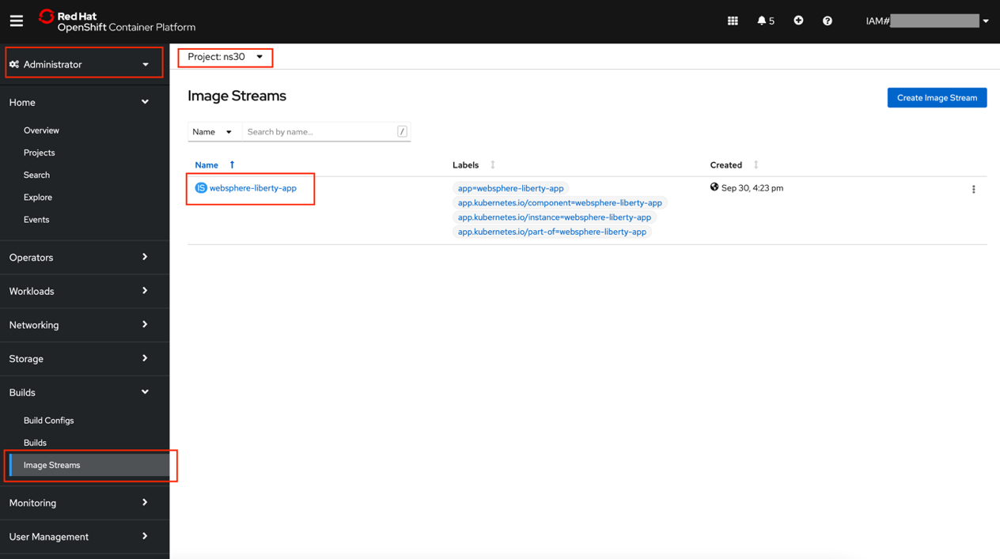 Red Hat
OpenShift Container Platform
5
IAM#
Administrator
Project: ns30
Home
Overview
Projects
Search
Explore
Events
Operators
Workloads
Networking
Storage
Builds
Build Configs
Builds
Image Streams
Monitoring
User Management
Image Streams
Create Image Stream
Name
Search by name...
/
Name
Labels
Created
IS websphere-liberty-app
app=websphere-liberty-app
Sep 30, 4:23 pm
app.kubernetes.io/component=websphere-liberty-app
app.kubernetes.io/instance=websphere-liberty-app
app.kubernetes.io/part-of=websphere-liberty-app